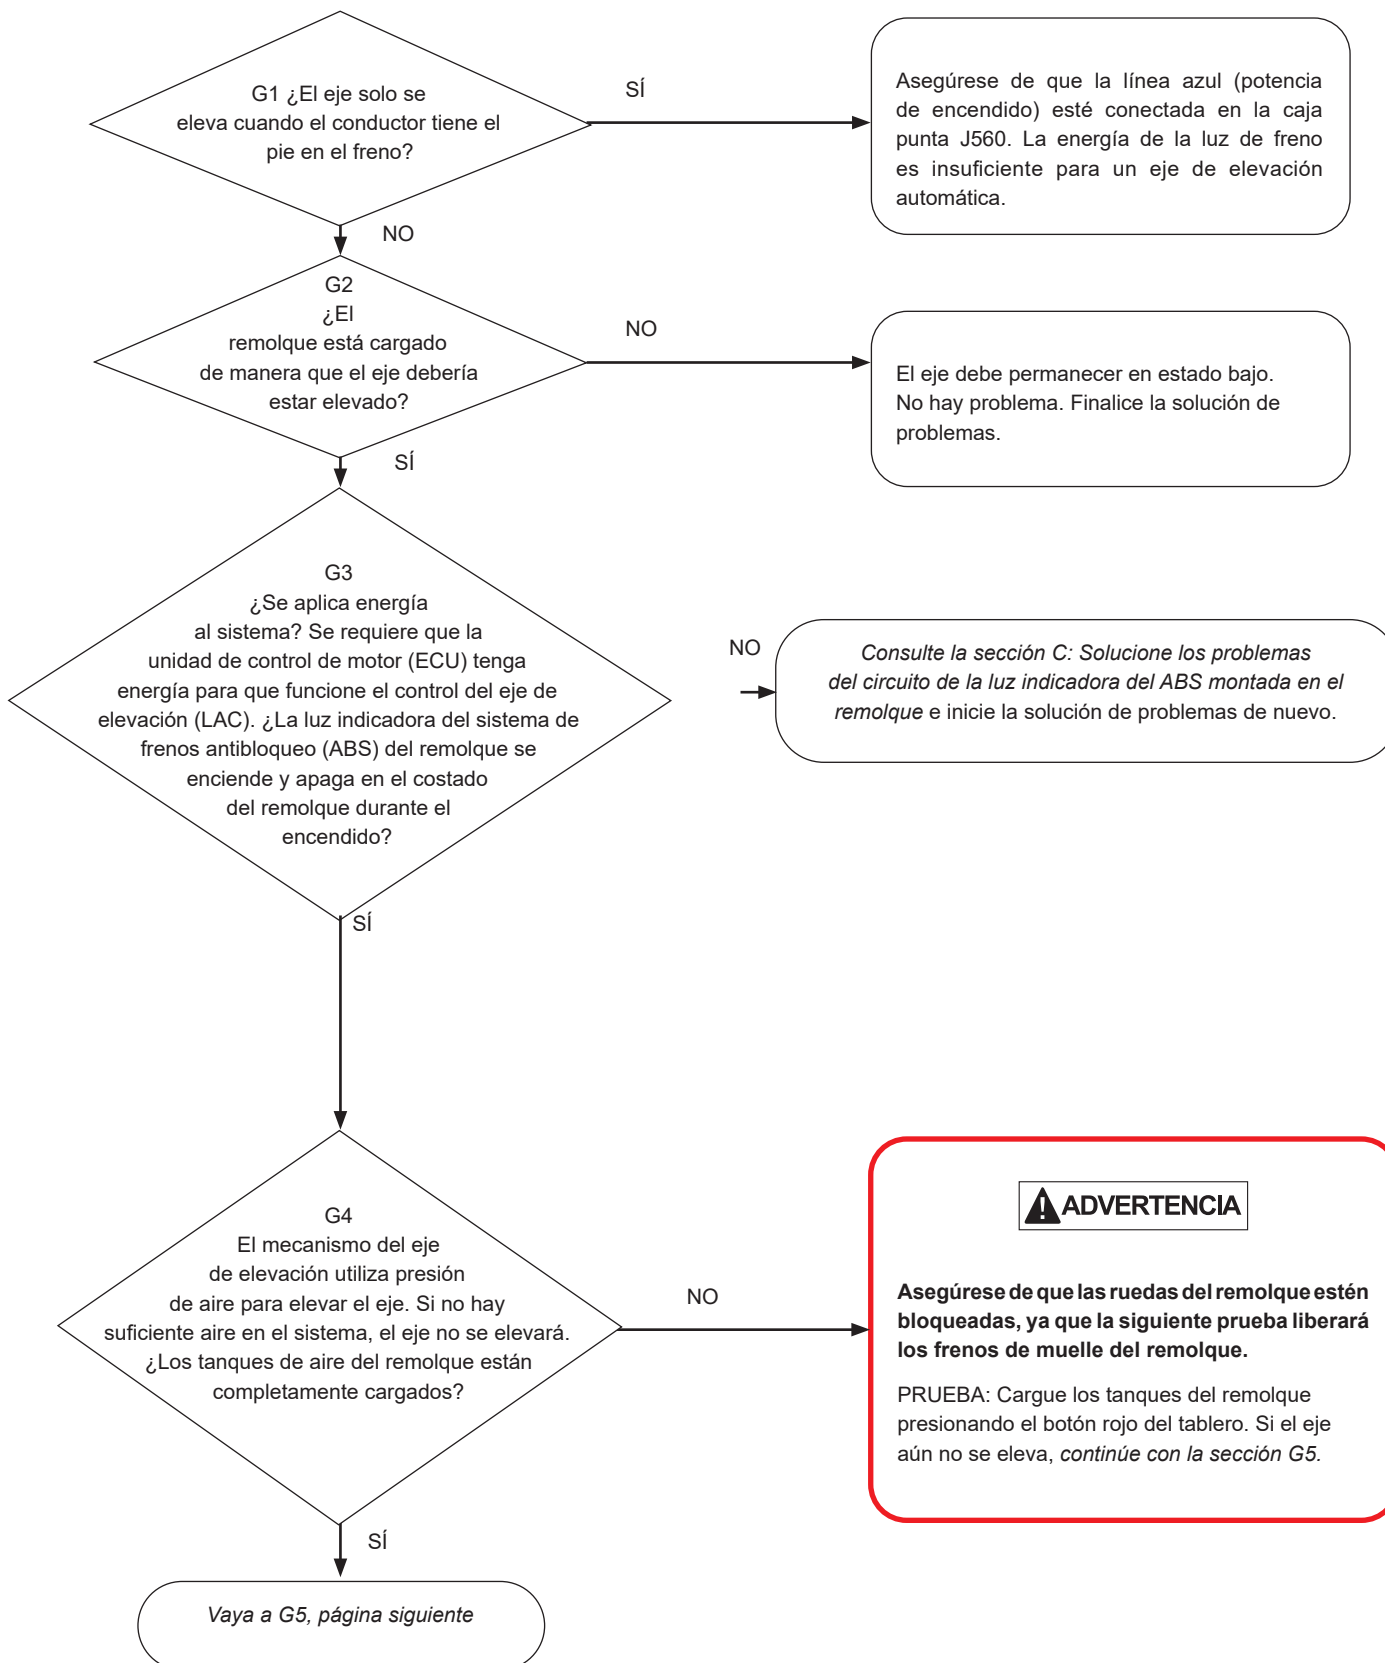 G1 ¿El eje solo se
eleva cuando el conductor tiene el
pie en el freno?
SÍ
Asegúrese de que la línea azul (potencia
de encendido) esté conectada en la caja
punta J560. La energía de la luz de freno
es insuficiente para un eje de elevación
automática.
NO
G2
¿El
remolque está cargado
de manera que el eje debería
estar elevado?
NO
El eje debe permanecer en estado bajo.
No hay problema. Finalice la solución de
problemas.
SÍ
G3
¿Se aplica energía
al sistema? Se requiere que la
unidad de control de motor (ECU) tenga
energía para que funcione el control del eje de
elevación (LAC). ¿La luz indicadora del sistema de
frenos antibloqueo (ABS) del remolque se
enciende y apaga en el costado
del remolque durante el
encendido?
NO
Consulte la sección C: Solucione los problemas
del circuito de la luz indicadora del ABS montada en el
remolque e inicie la solución de problemas de nuevo.
SÍ
G4
El mecanismo del eje
de elevación utiliza presión
de aire para elevar el eje. Si no hay
suficiente aire en el sistema, el eje no se elevará.
¿Los tanques de aire del remolque están
completamente cargados?
NO
ADVERTENCIA
Asegúrese de que las ruedas del remolque estén
bloqueadas, ya que la siguiente prueba liberará
los frenos de muelle del remolque.
PRUEBA: Cargue los tanques del remolque
presionando el botón rojo del tablero. Si el eje
aún no se eleva, continúe con la sección G5.
SÍ
Vaya a G5, página siguiente